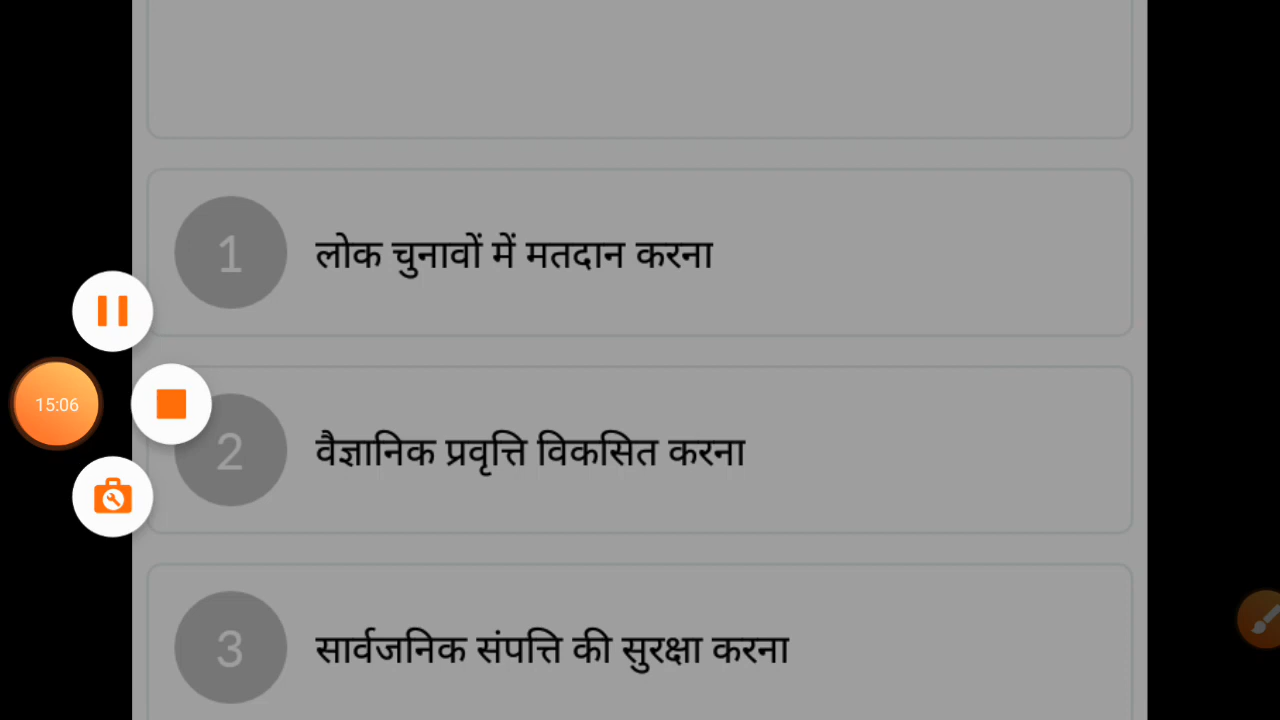 1
लोक चुनावों में मतदान करना
15:06
2
वैज्ञानिक प्रवृत्ति विकसित करना
3
सार्वजनिक संपत्ति की सुरक्षा करना